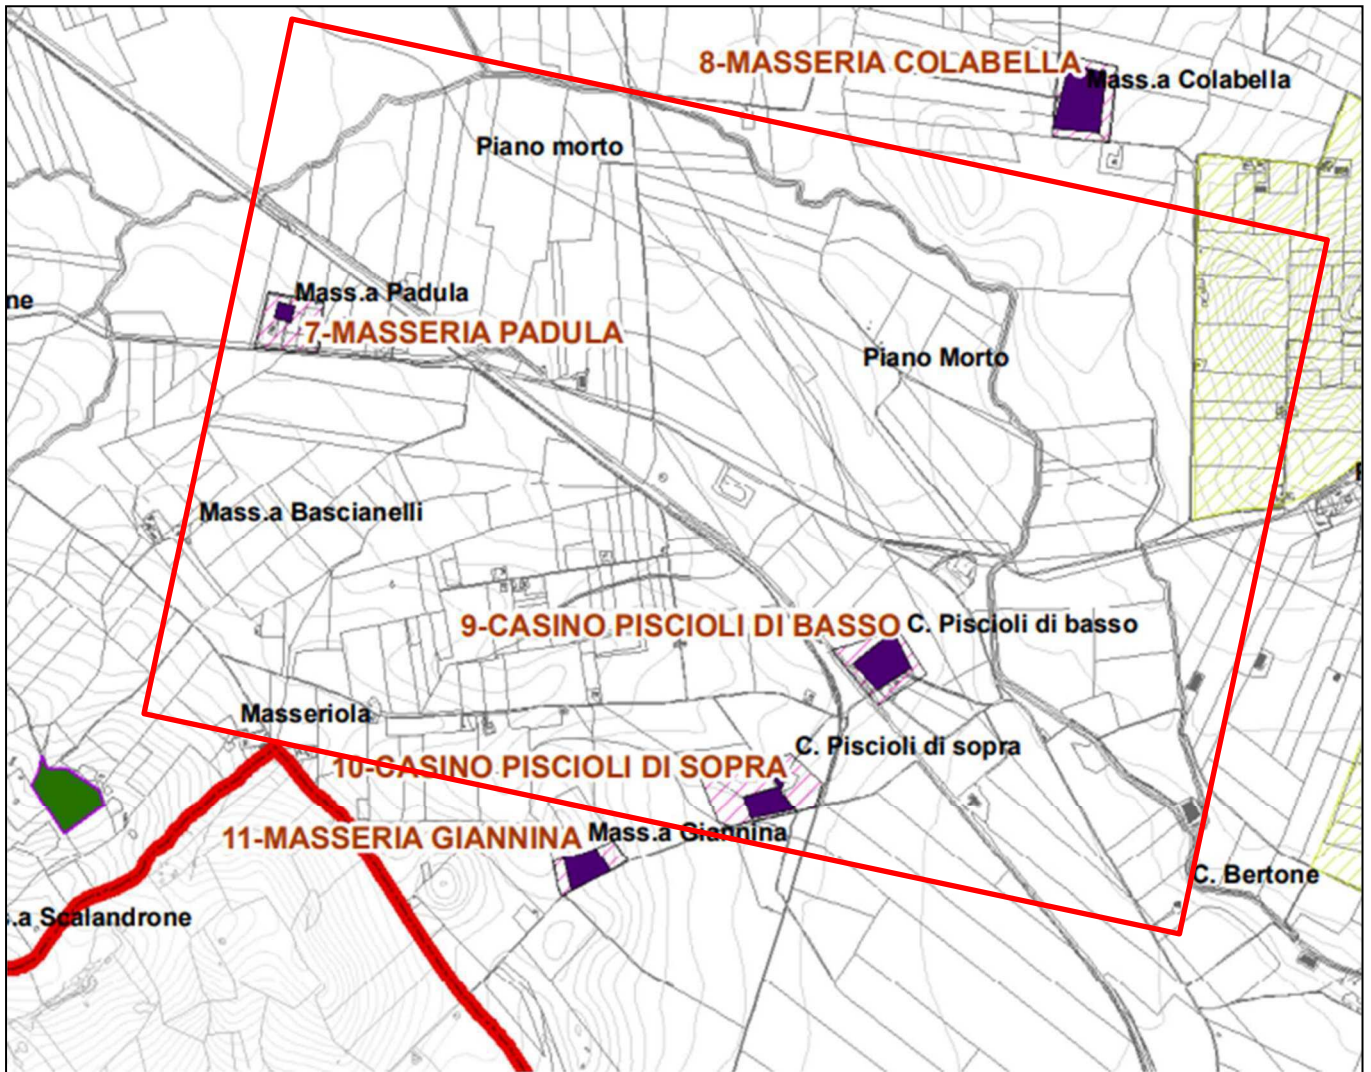 8-MASSERIA COLABELLA
Mass.a Colabella
Piano morto
ne
Mass.a Padula
7-MASSERIA PADULA
Piano Morto
Mass.a Bascianelli
9-CASINO PISCIOLI DI BASSO
C. Piscioli di basso
Masseriola
C. Piscioli di sopra
10-CASINO PISCIOLI DI SOPRA
11-MASSERIA GIANNINA
Mass.a Giannina
C. Bertone
s.a Scalandrone